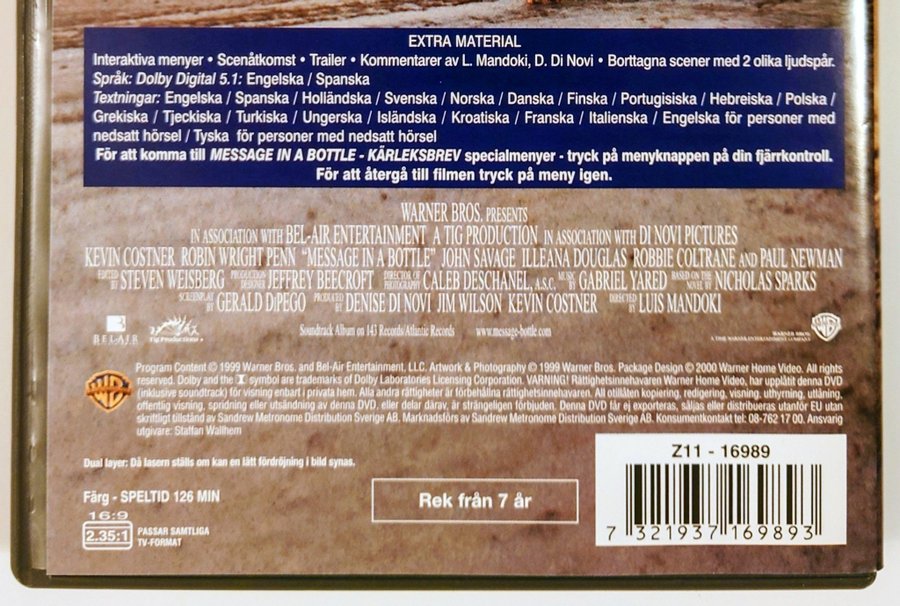 EXTRA MATERIAL
Interaktiva menyer • Scenåtkomst • Trailer • Kommentarer av L. Mandoki, D. Di Novi • Borttagna scener med 2 olika ljudspår.
Språk: Dolby Digital 5.1: Engelska / Spanska
Textningar: Engelska / Spanska / Holländska / Svenska / Norska / Danska / Finska / Portugisiska / Hebreiska / Polska /
Grekiska / Tjeckiska / Turkiska / Ungerska / Isländska / Kroatiska / Franska / Italienska / Engelska för personer med
nedsatt hörsel / Tyska för personer med nedsatt hörsel
För att komma till MESSAGE IN A BOTTLE - KÄRLEKSBREV specialmenyer - tryck på menyknappen på din fjärrkontroll.
För att återgå till filmen tryck på meny igen.
WARNER BROS. PRESENTS
IN ASSOCIATION WITH BEL-AIR ENTERTAINMENT A TIG PRODUCTION IN ASSOCIATION WITH DI NOVI PICTURES
KEVIN COSTNER ROBIN WRIGHT PENN "MESSAGE IN A BOTTLE" JOHN SAVAGE ILLEANA DOUGLAS ROBBIE COLTRANE AND PAUL NEWMAN
EDITED BY STEVEN WEISBERG PRODUCTION DESIGNER JEFFREY BEECROFT DIRECTOR OF PHOTOGRAPHY CALEB DESCHANEL, A.S.C. MUSIC BY GABRIEL YARED BASED ON THE NOVEL BY NICHOLAS SPARKS
SCREENPLAY BY GERALD DiPEGO PRODUCED BY DENISE DI NOVI JIM WILSON KEVIN COSTNER DIRECTED BY LUIS MANDOKI
BEL-AIR Tig Productions Soundtrack Album on 143 Records/Atlantic Records www.message-bottle.com WARNER BROS. A TIME WARNER ENTERTAINMENT COMPANY
Program Content © 1999 Warner Bros. and Bel-Air Entertainment, LLC. Artwork & Photography © 1999 Warner Bros. Package Design © 2000 Warner Home Video. All rights
reserved. Dolby and the symbol are trademarks of Dolby Laboratories Licensing Corporation. VARNING! Rättighetsinnehavaren Warner Home Video, har upplåtit denna DVD
(inklusive soundtrack) för visning enbart i privata hem. Alla andra rättigheter är förbehållna rättighetsinnehavaren. All otillåten kopiering, redigering, visning, uthyrning, utlåning,
offentlig visning, spridning eller utsändning av denna DVD, eller delar därav, är strängeligen förbjuden. Denna DVD får ej exporteras, säljas eller distribueras utanför EU utan
skriftligt tillstånd av Sandrew Metronome Distribution Sverige AB. Marknadsförs av Sandrew Metronome Distribution Sverige AB. Konsumentkontakt tel: 08-762 17 00. Ansvarig
utgivare: Staffan Wallhem
Dual layer: Då lasern ställs om kan en lätt fördröjning i bild synas.
Färg - SPELTID 126 MIN
16:9
2.35:1
PASSAR SAMTLIGA
TV-FORMAT
Rek från 7 år
Z11 - 16989
7 321937 169893